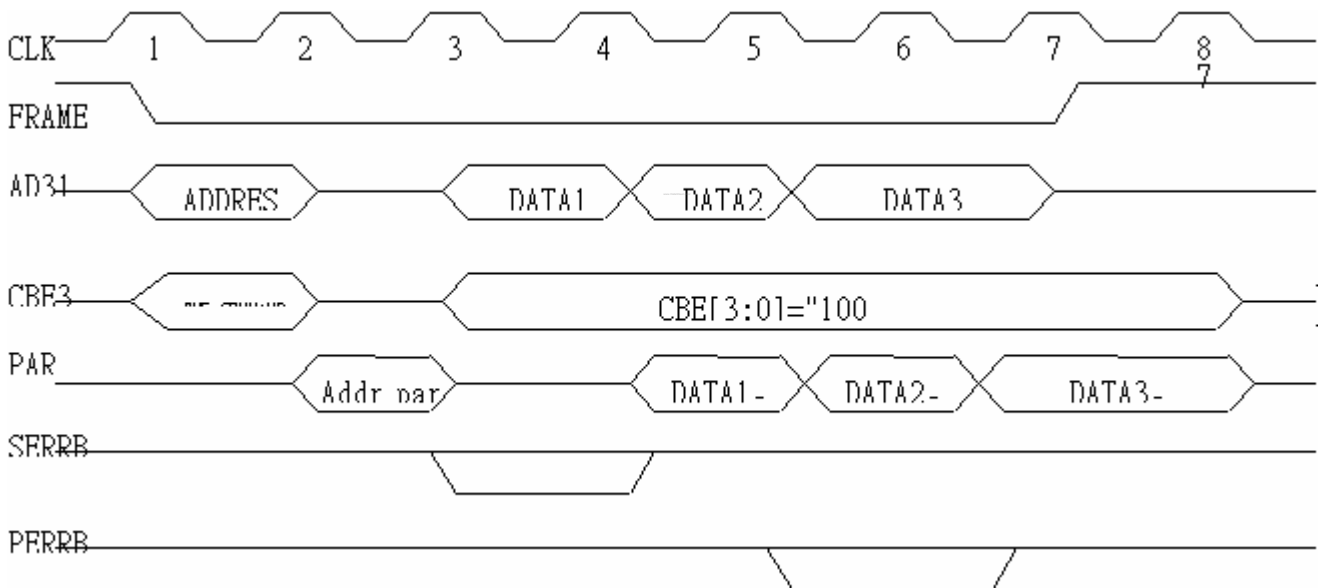 CLK 1 2 3 4 5 6 7 8
7
FRAME
AD31 ADDRES DATA1 DATA2 DATA3
CBE3 CBE[3:0]="100
PAR Addr par DATA1- DATA2- DATA3-
SERRB
PERRB